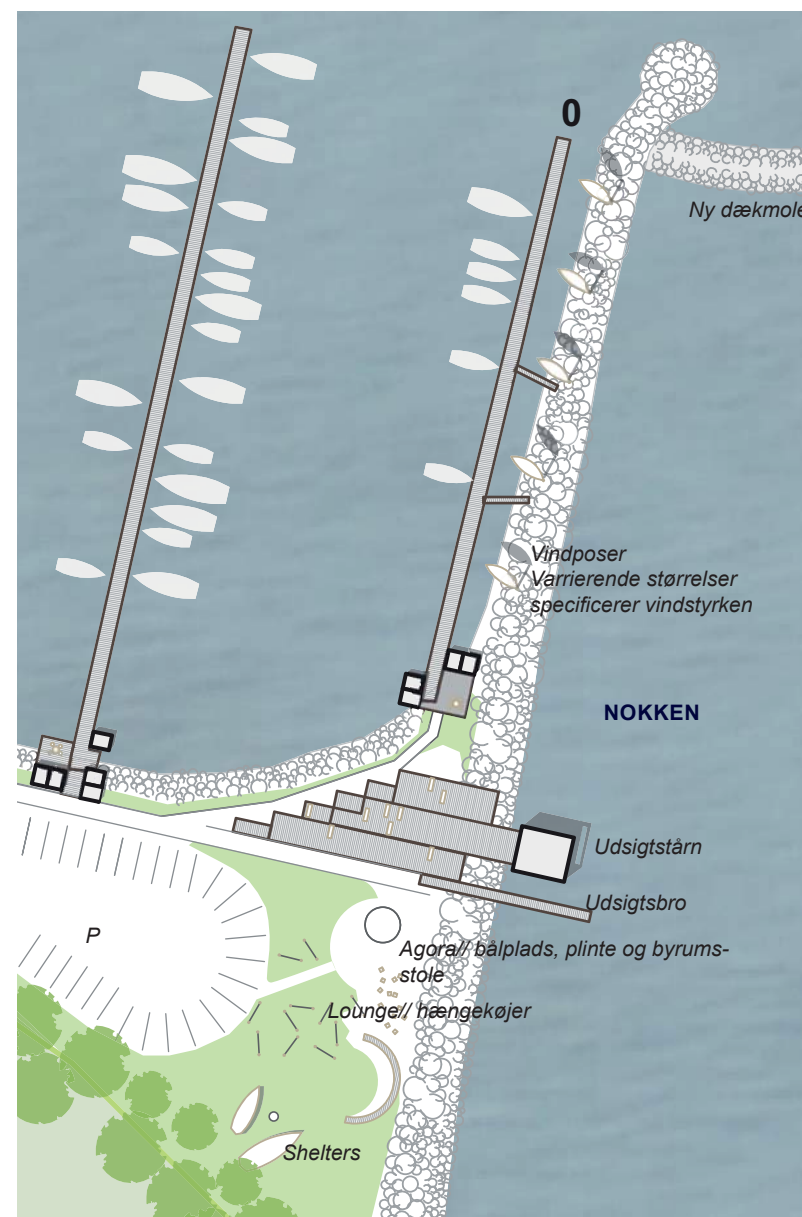 0
Ny dækmole
Vindposer
Varrierende størrelser
specificerer vindstyrken
NOKKEN
Udsigtstårn
Udsigtsbro
P
Agora// bålplads, plinte og byrums-
stole
Lounge// hængekøjer
Shelters